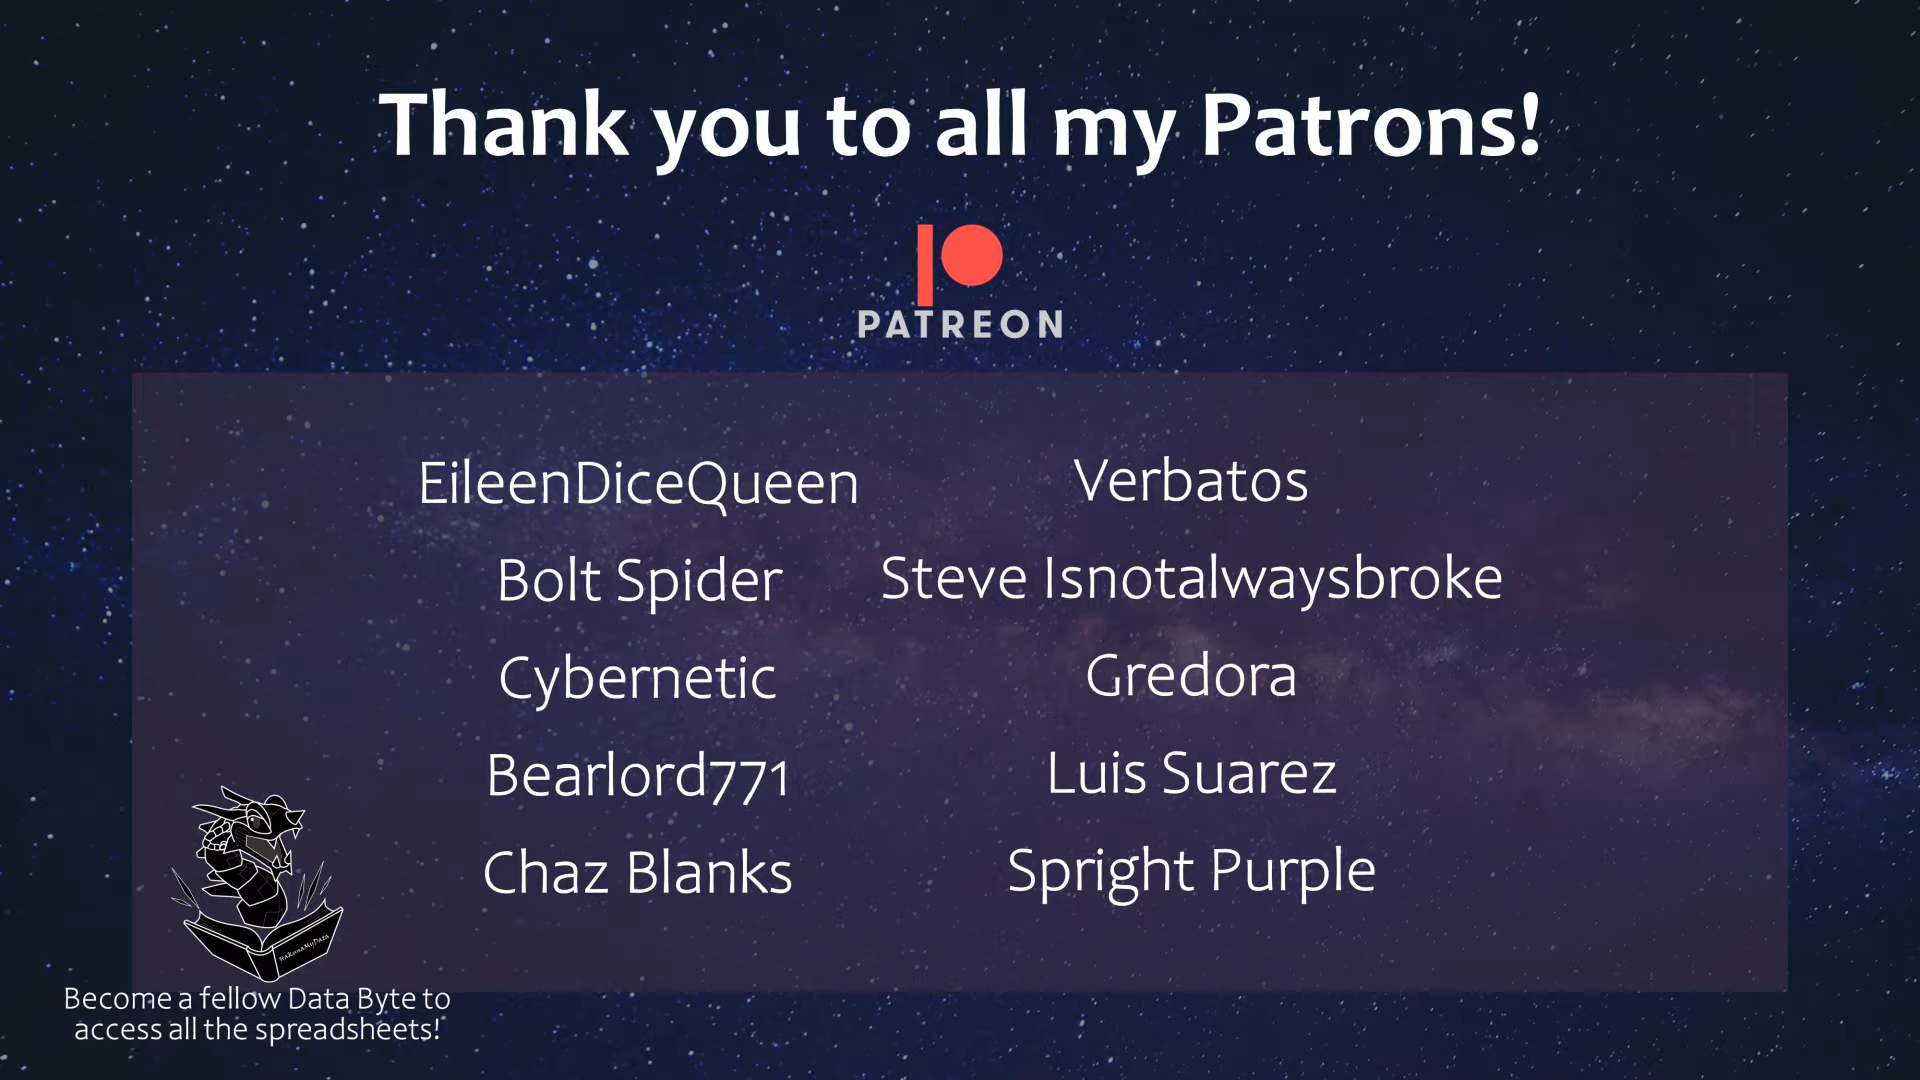 Thank you to all my Patrons!
PATREON
EileenDiceQueen
Bolt Spider
Cybernetic
Bearlord771
Chaz Blanks
Verbatos
Steve Isnotalwaysbroke
Gredora
Luis Suarez
Spright Purple
HakunaMyData
Become a fellow Data Byte to
access all the spreadsheets!